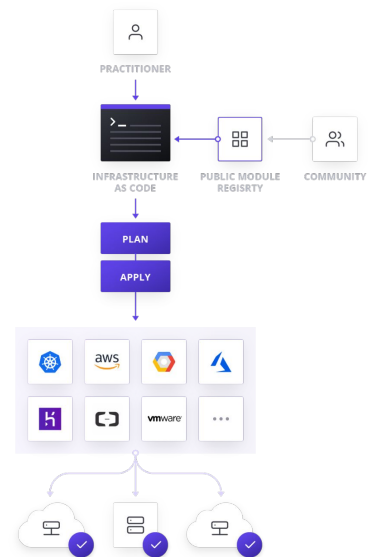 PRACTITIONER
>_
INFRASTRUCTURE
AS CODE
PUBLIC MODULE
REGISRTY
COMMUNITY
PLAN
APPLY
aws
vmware